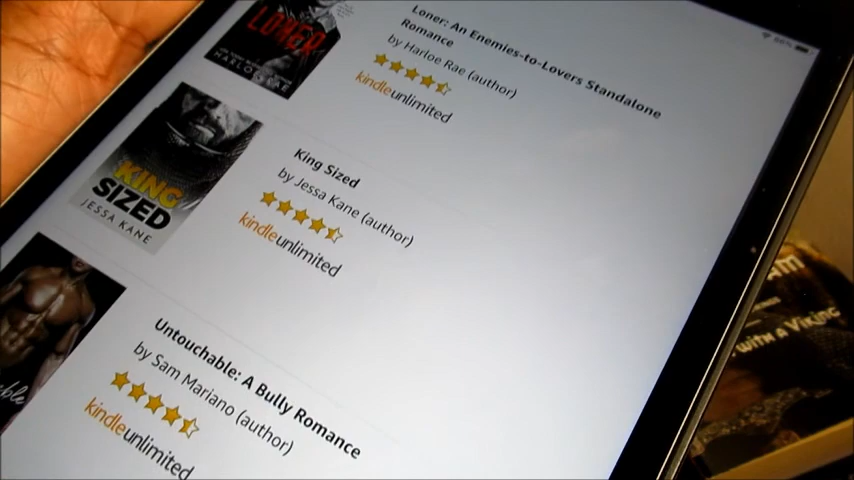 LONER
HARLOE RAE
Loner: An Enemies-to-Lovers Standalone
Romance
by Harloe Rae (author)
kindleunlimited
KING
SIZED
JESSA KANE
King Sized
by Jessa Kane (author)
kindleunlimited
Untouchable: A Bully Romance
by Sam Mariano (author)
kindleunlimited
WITH A VIKING